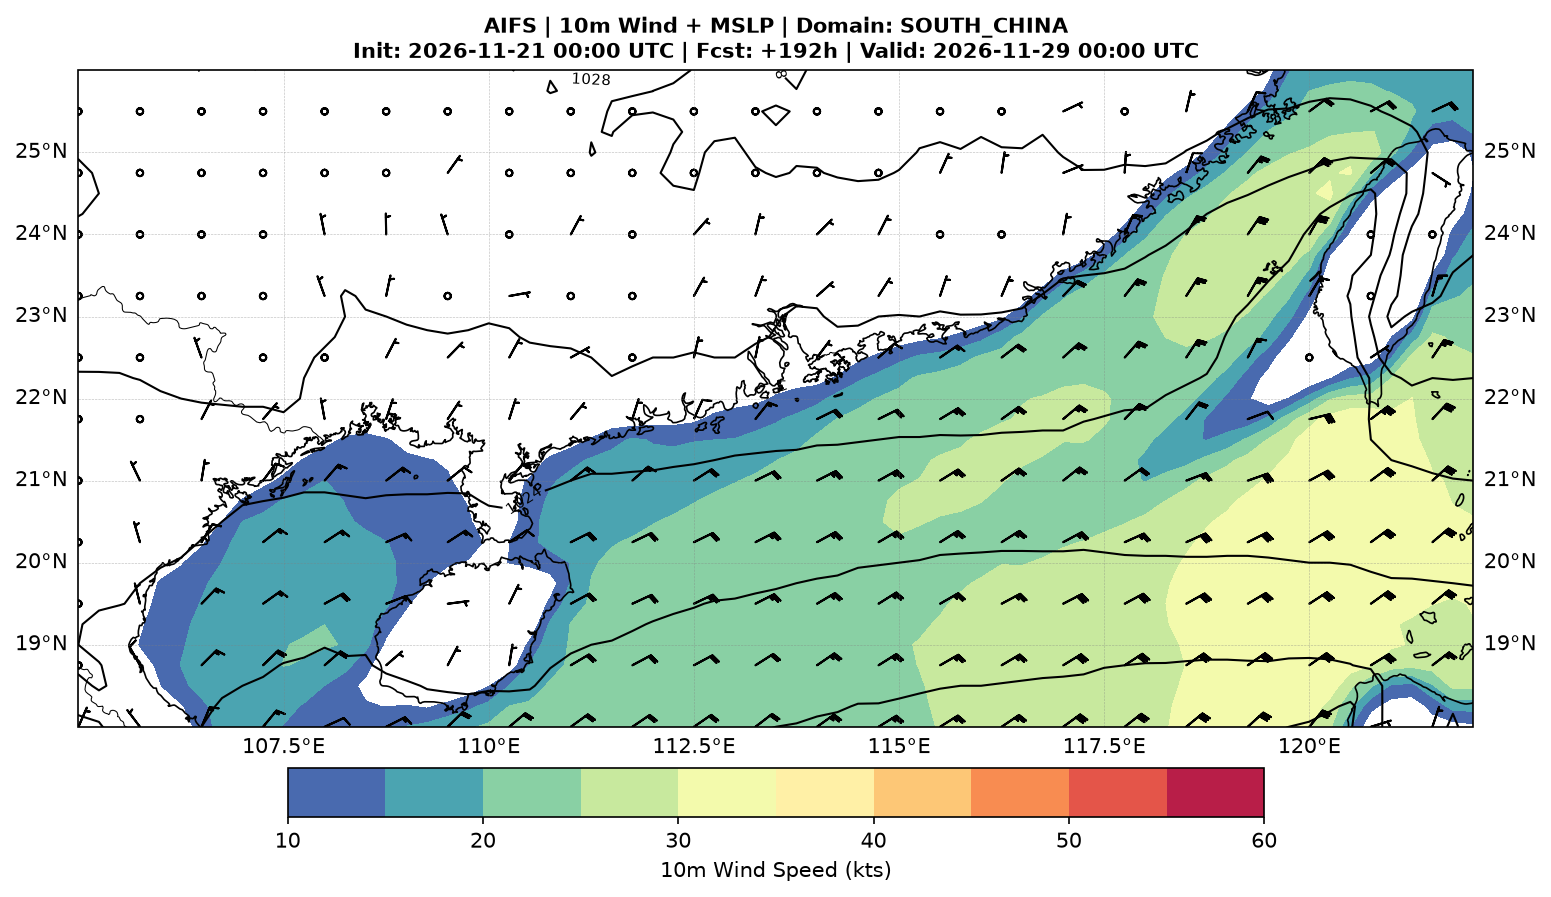 AIFS | 10m Wind + MSLP | Domain: SOUTH_CHINA
Init: 2026-11-21 00:00 UTC | Fcst: +192h | Valid: 2026-11-29 00:00 UTC
1028
25°N
25°N
24°N
24°N
23°N
23°N
22°N
22°N
21°N
21°N
20°N
20°N
19°N
19°N
107.5°E
110°E
112.5°E
115°E
117.5°E
120°E
10
20
30
40
50
60
10m Wind Speed (kts)